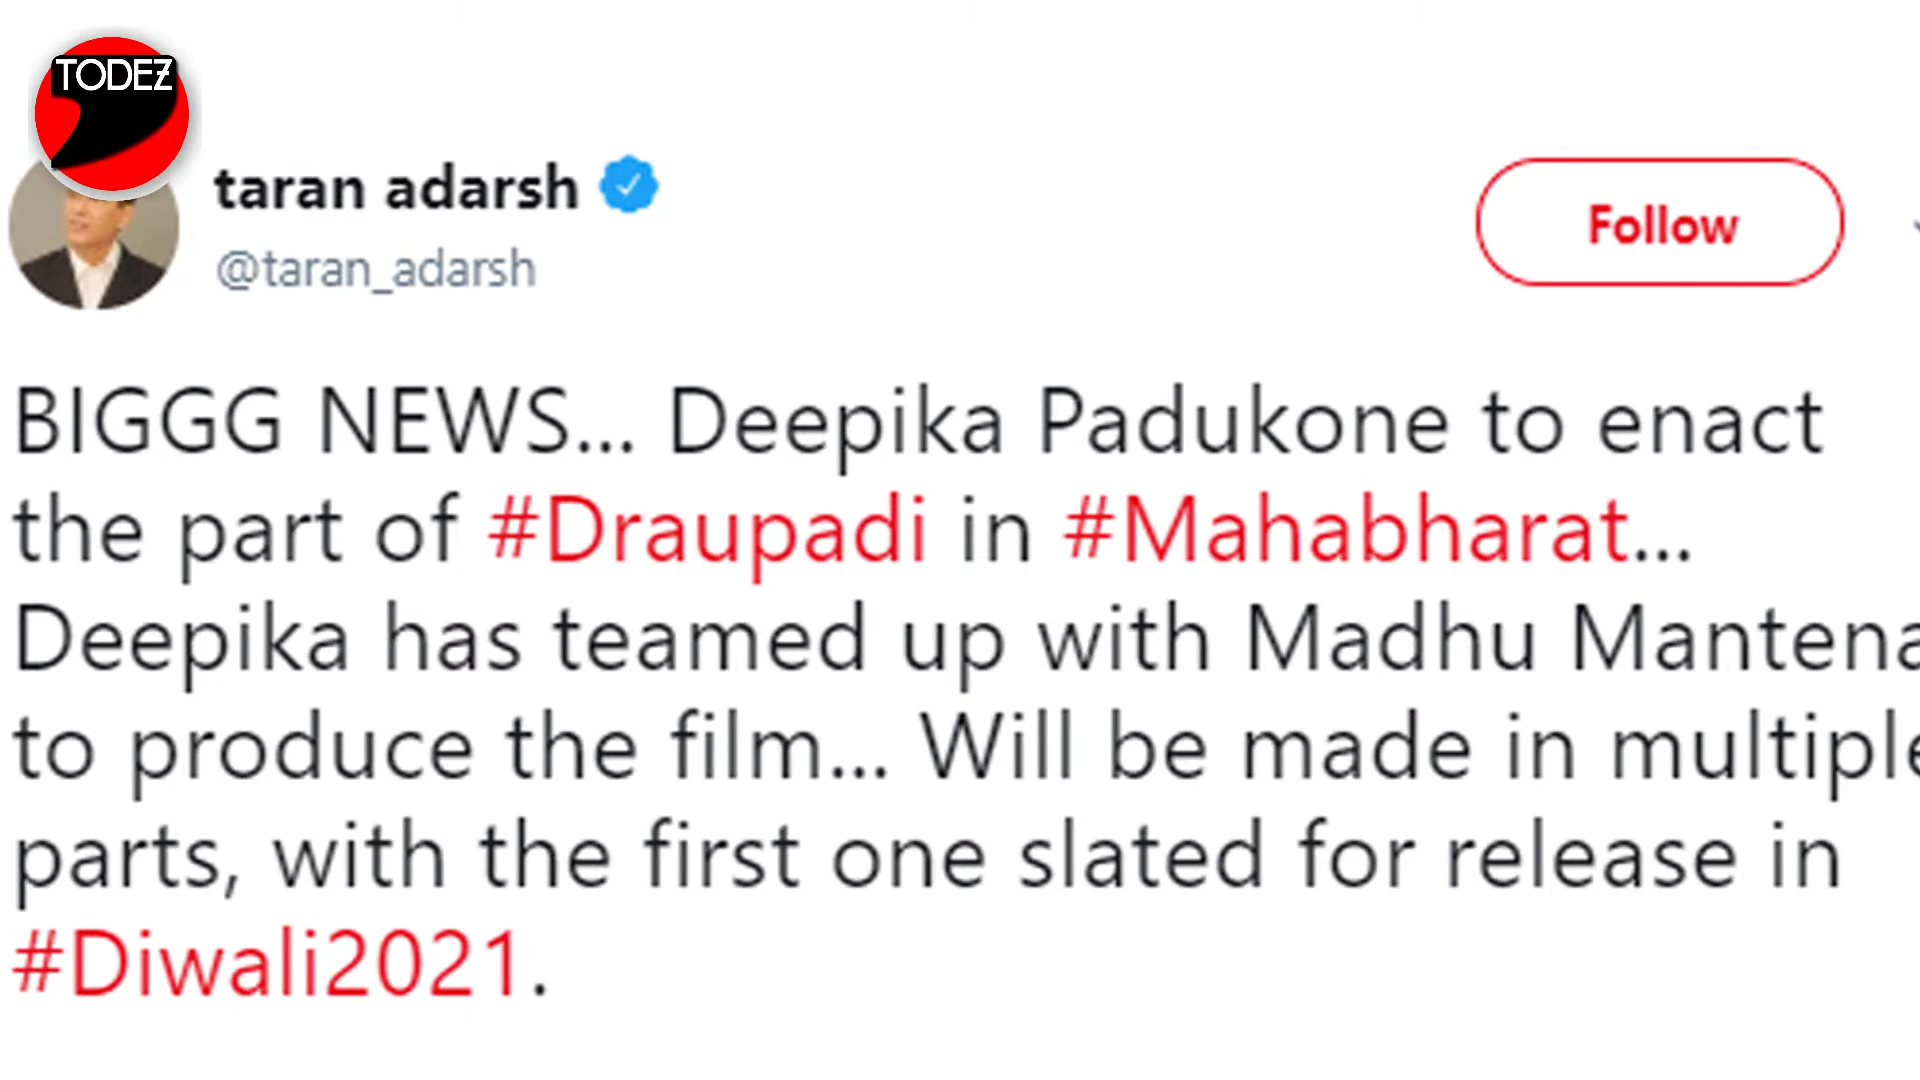 TODEZ
taran adarsh
@taran_adarsh
Follow
BIGGG NEWS... Deepika Padukone to enact
the part of #Draupadi in #Mahabharat...
Deepika has teamed up with Madhu Mantena
to produce the film... Will be made in multiple
parts, with the first one slated for release in
#Diwali2021.